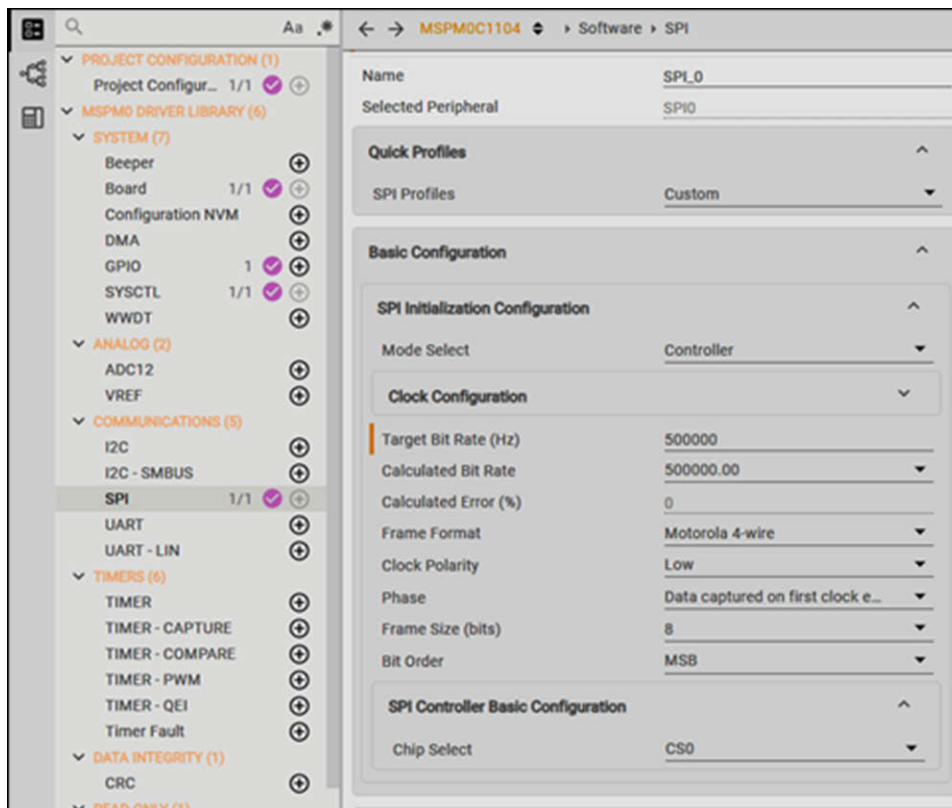 Aa .*
PROJECT CONFIGURATION (1)
Project Configur... 1/1
MSPM0 DRIVER LIBRARY (6)
SYSTEM (7)
Beeper
Board 1/1
Configuration NVM
DMA
GPIO 1
SYSCTL 1/1
WWDT
ANALOG (2)
ADC12
VREF
COMMUNICATIONS (5)
I2C
I2C - SMBUS
SPI 1/1
UART
UART - LIN
TIMERS (6)
TIMER
TIMER - CAPTURE
TIMER - COMPARE
TIMER - PWM
TIMER - QEI
Timer Fault
DATA INTEGRITY (1)
CRC
READ-ONLY (1)
MSPM0C1104 Software SPI
Name SPI_0
Selected Peripheral SPI0
Quick Profiles
SPI Profiles Custom
Basic Configuration
SPI Initialization Configuration
Mode Select Controller
Clock Configuration
Target Bit Rate (Hz) 500000
Calculated Bit Rate 500000.00
Calculated Error (%) 0
Frame Format Motorola 4-wire
Clock Polarity Low
Phase Data captured on first clock e...
Frame Size (bits) 8
Bit Order MSB
SPI Controller Basic Configuration
Chip Select CS0